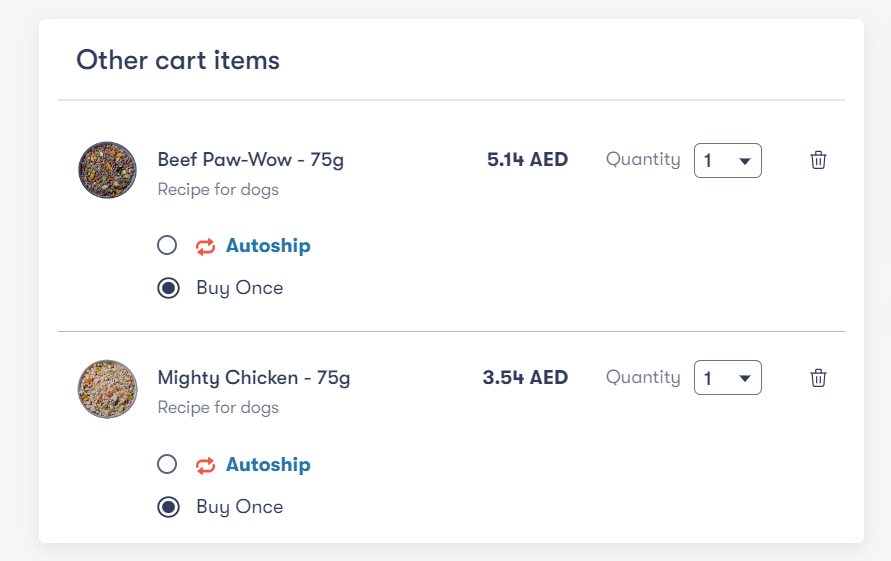 Other cart items
Beef Paw-Wow - 75g 5.14 AED Quantity 1
Recipe for dogs
Autoship
Buy Once
Mighty Chicken - 75g 3.54 AED Quantity 1
Recipe for dogs
Autoship
Buy Once